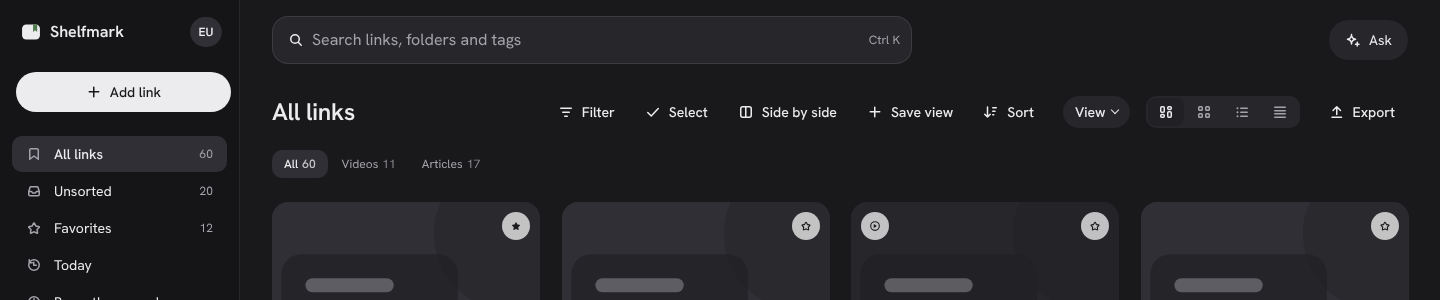 Shelfmark
EU
Search links, folders and tags
Ctrl K
Ask
Add link
All links
Filter
Select
Side by side
Save view
Sort
View
Export
All links 60
Unsorted 20
Favorites 12
Today
All 60
Videos 11
Articles 17